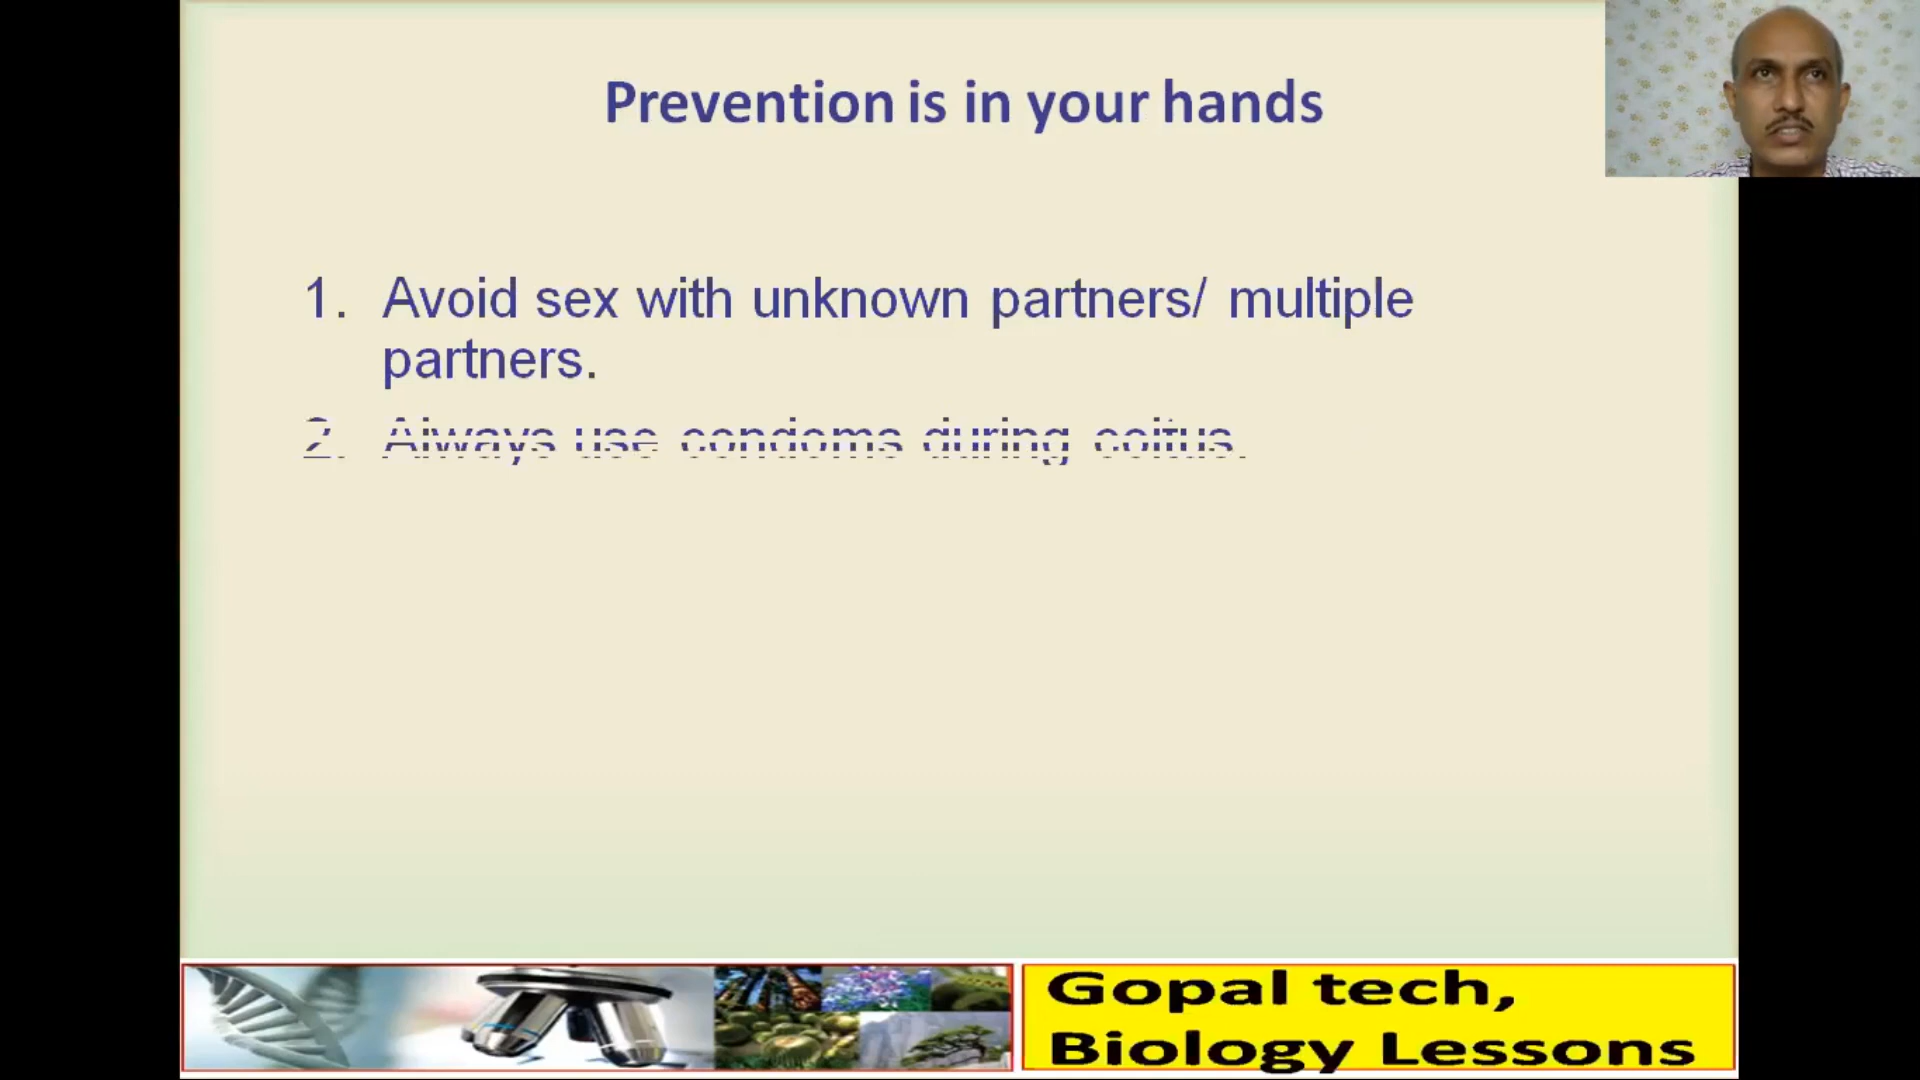 Prevention is in your hands
1. Avoid sex with unknown partners/ multiple
partners.
2. Always use condoms during coitus.
Gopal tech,
Biology Lessons